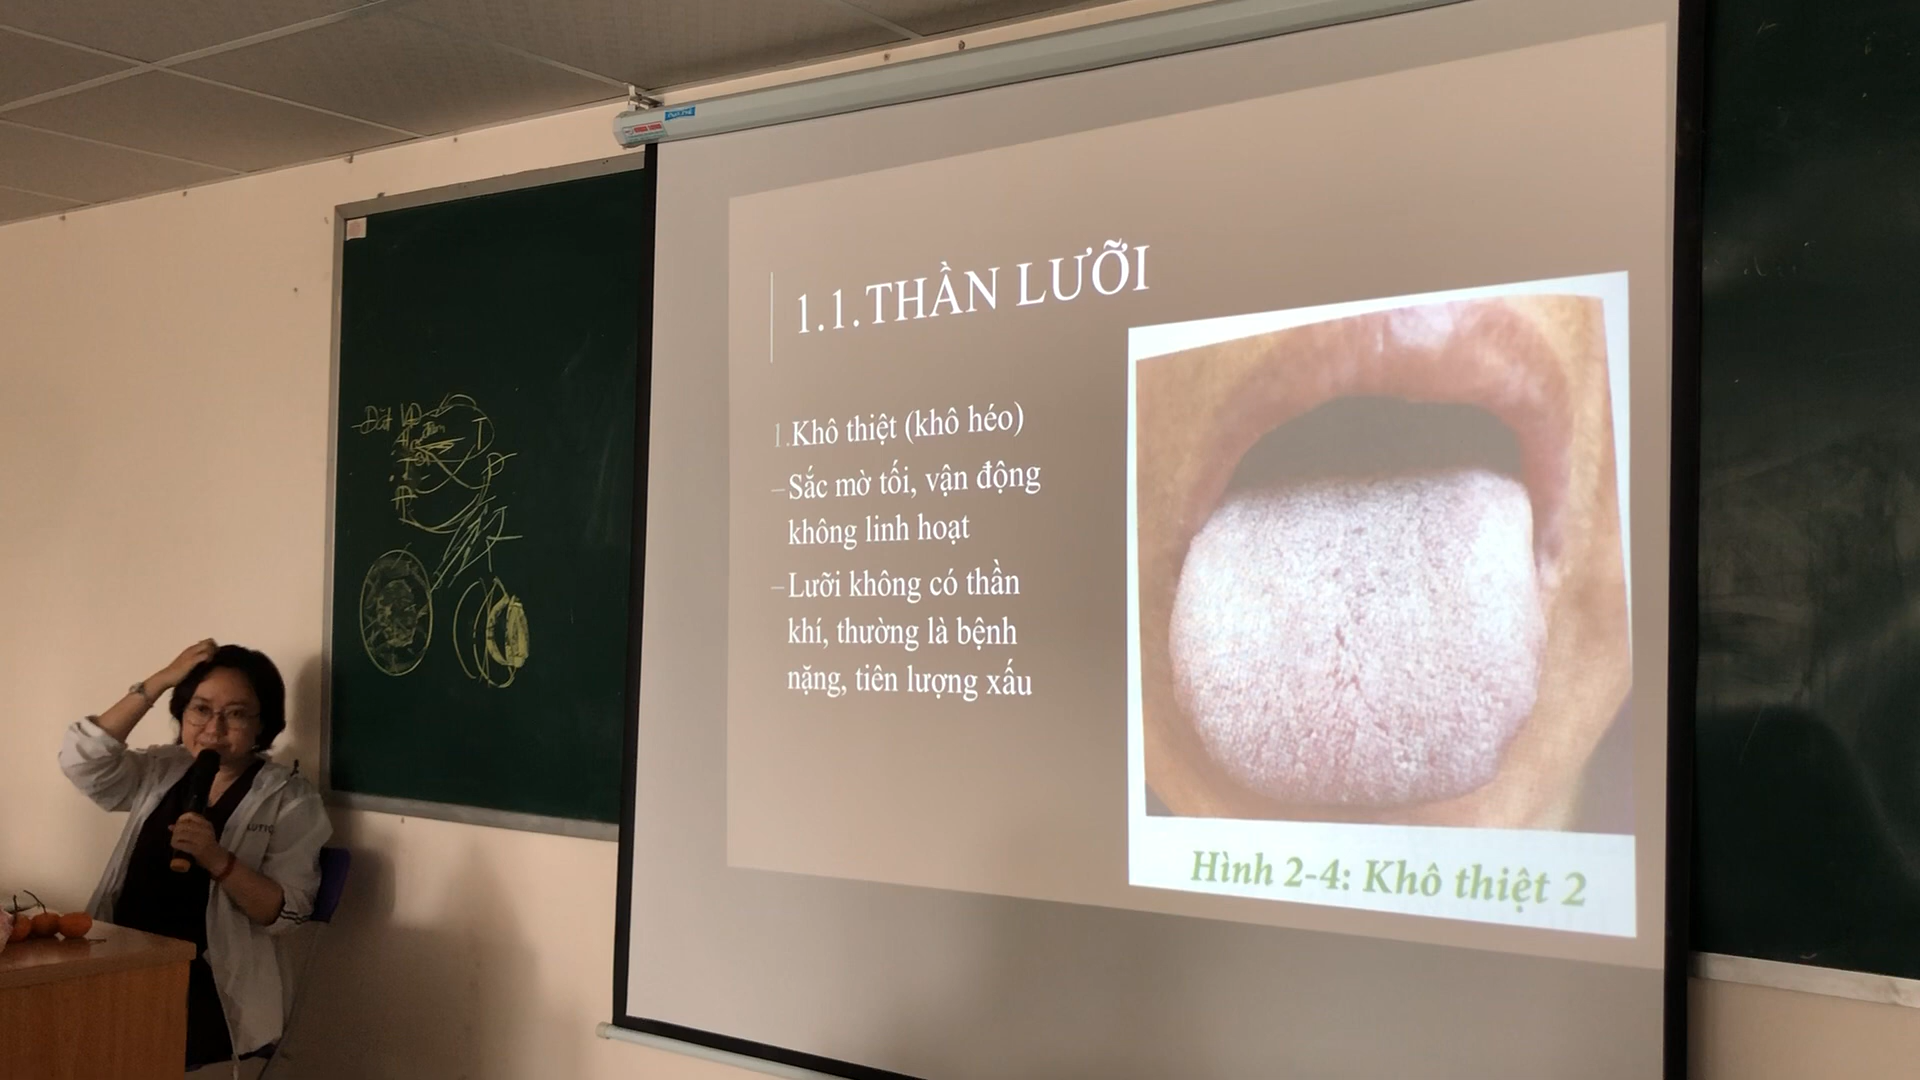 1.1.THẦN LƯỠI
1.Khô thiệt (khô héo)
–Sắc mờ tối, vận động
không linh hoạt
–Lưỡi không có thần
khí, thường là bệnh
nặng, tiên lượng xấu
Hình 2-4: Khô thiệt 2